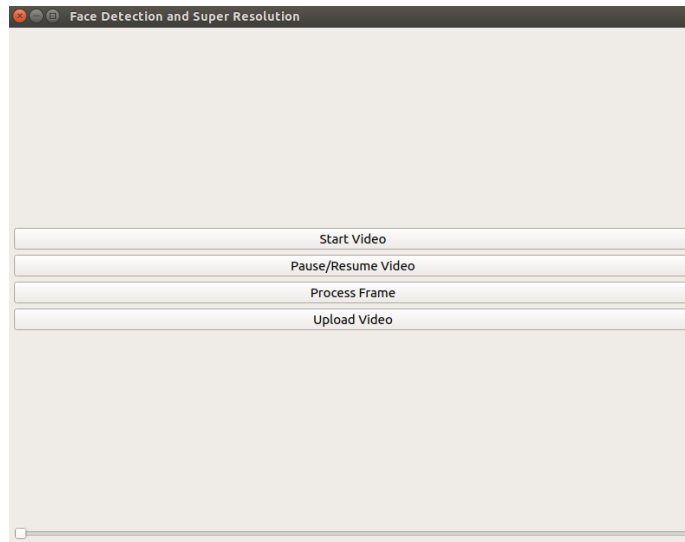 Face Detection and Super Resolution
Start Video
Pause/Resume Video
Process Frame
Upload Video